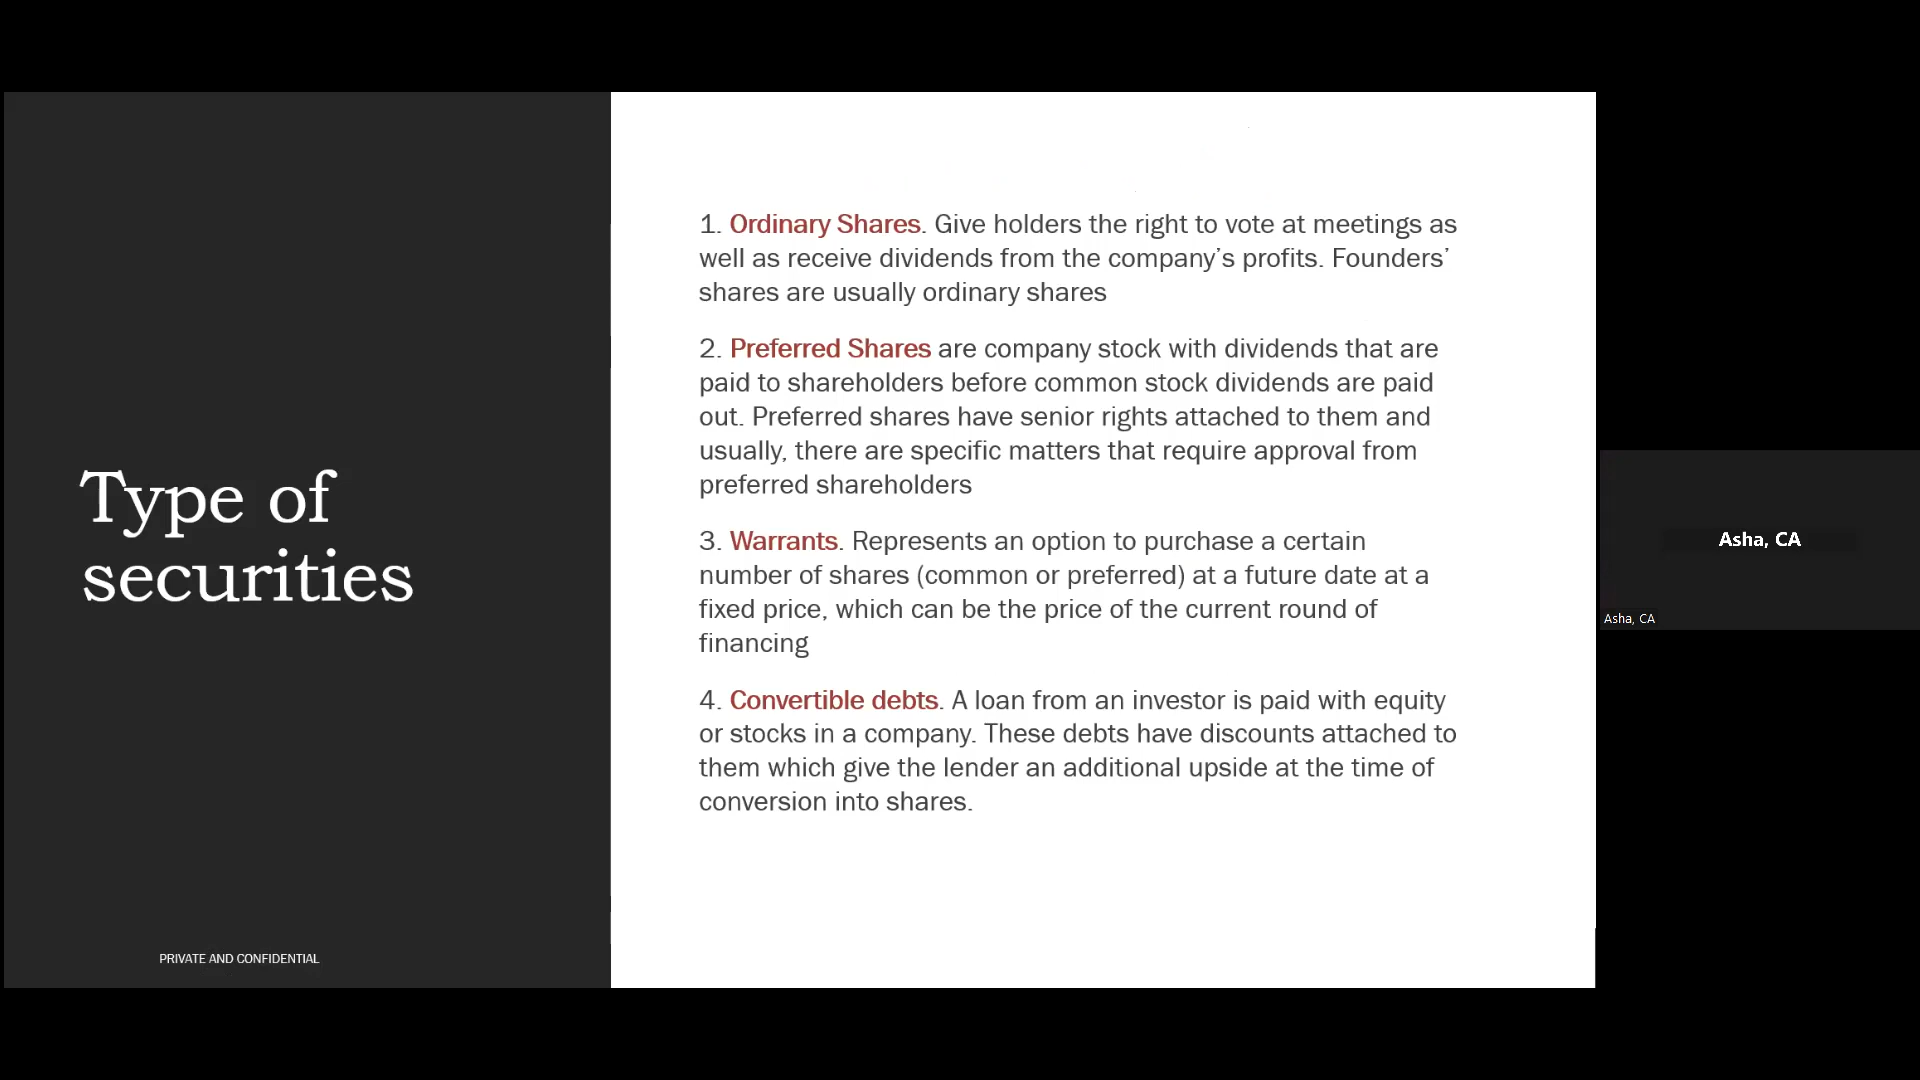 Type of
securities
PRIVATE AND CONFIDENTIAL
1. Ordinary Shares. Give holders the right to vote at meetings as
well as receive dividends from the company’s profits. Founders’
shares are usually ordinary shares
2. Preferred Shares are company stock with dividends that are
paid to shareholders before common stock dividends are paid
out. Preferred shares have senior rights attached to them and
usually, there are specific matters that require approval from
preferred shareholders
3. Warrants. Represents an option to purchase a certain
number of shares (common or preferred) at a future date at a
fixed price, which can be the price of the current round of
financing
4. Convertible debts. A loan from an investor is paid with equity
or stocks in a company. These debts have discounts attached to
them which give the lender an additional upside at the time of
conversion into shares.
Asha, CA
Asha, CA